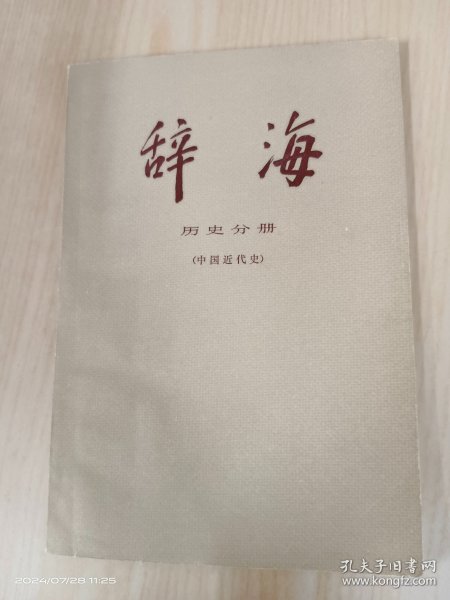 辞海
历史分册
(中国近代史)
2024/07/28 11:25
孔夫子旧书网
www.kongfz.com